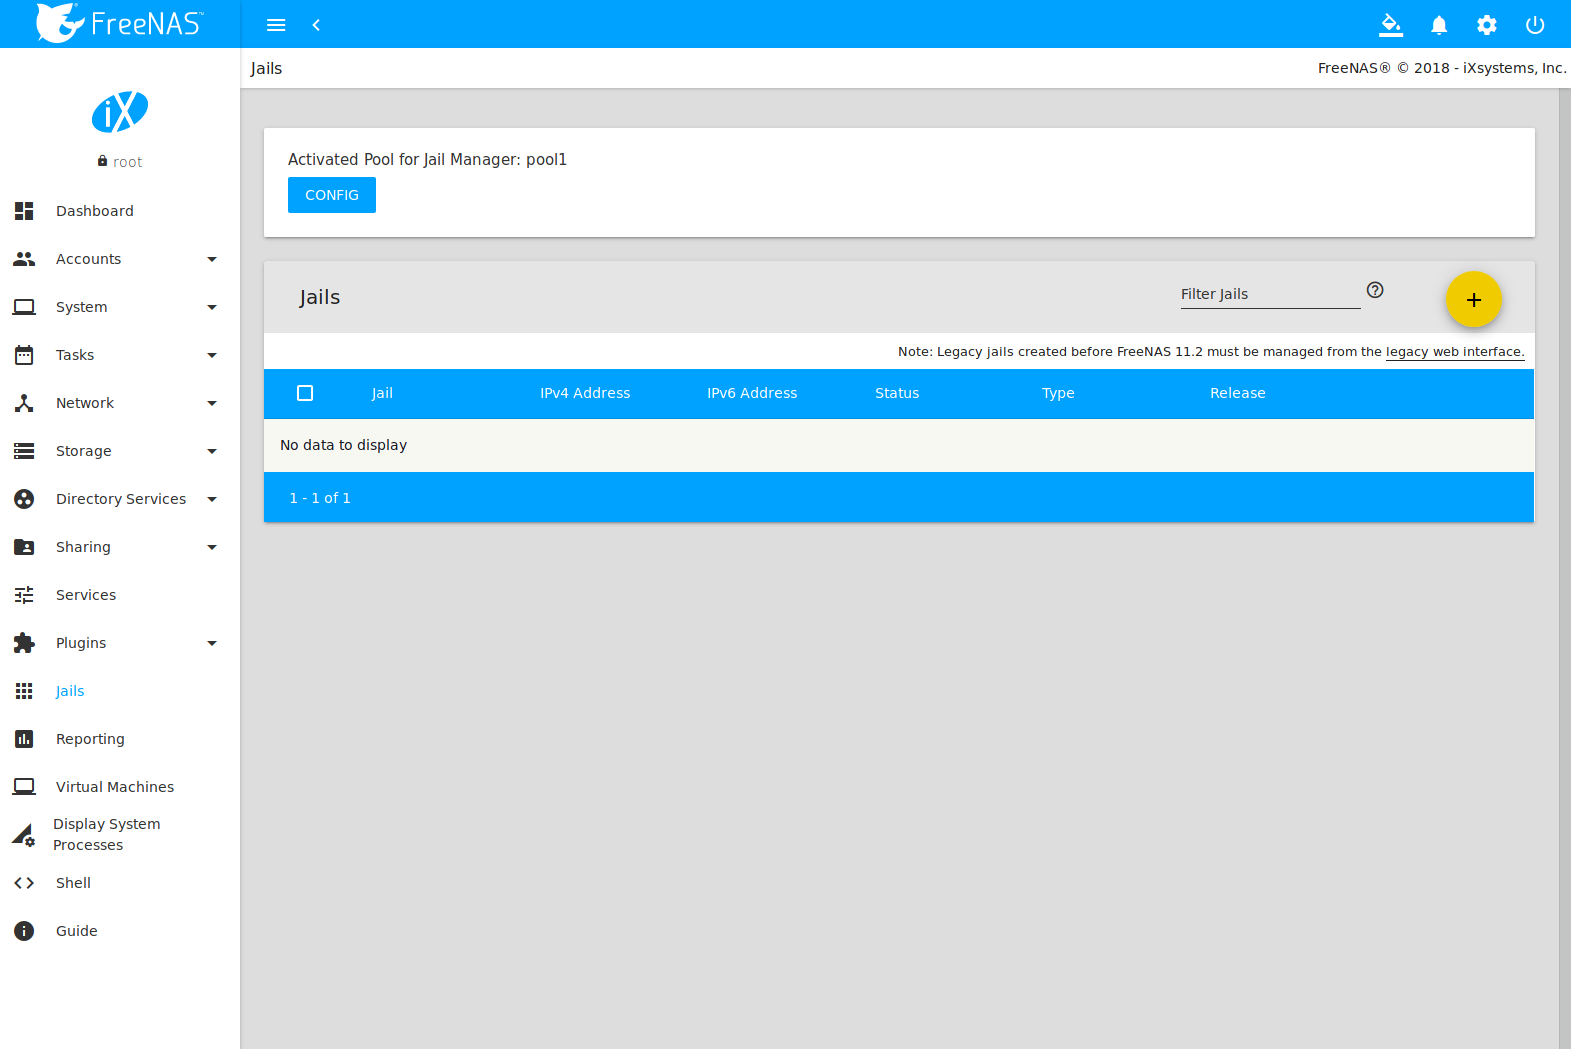 FreeNAS™
Jails
FreeNAS® © 2018 - iXsystems, Inc.
iX
root
Dashboard
Accounts
System
Tasks
Network
Storage
Directory Services
Sharing
Services
Plugins
Jails
Reporting
Virtual Machines
Display System
Processes
Shell
Guide
Activated Pool for Jail Manager: pool1
CONFIG
Jails
Filter Jails
Note: Legacy jails created before FreeNAS 11.2 must be managed from the legacy web interface.
Jail IPv4 Address IPv6 Address Status Type Release
No data to display
1 - 1 of 1